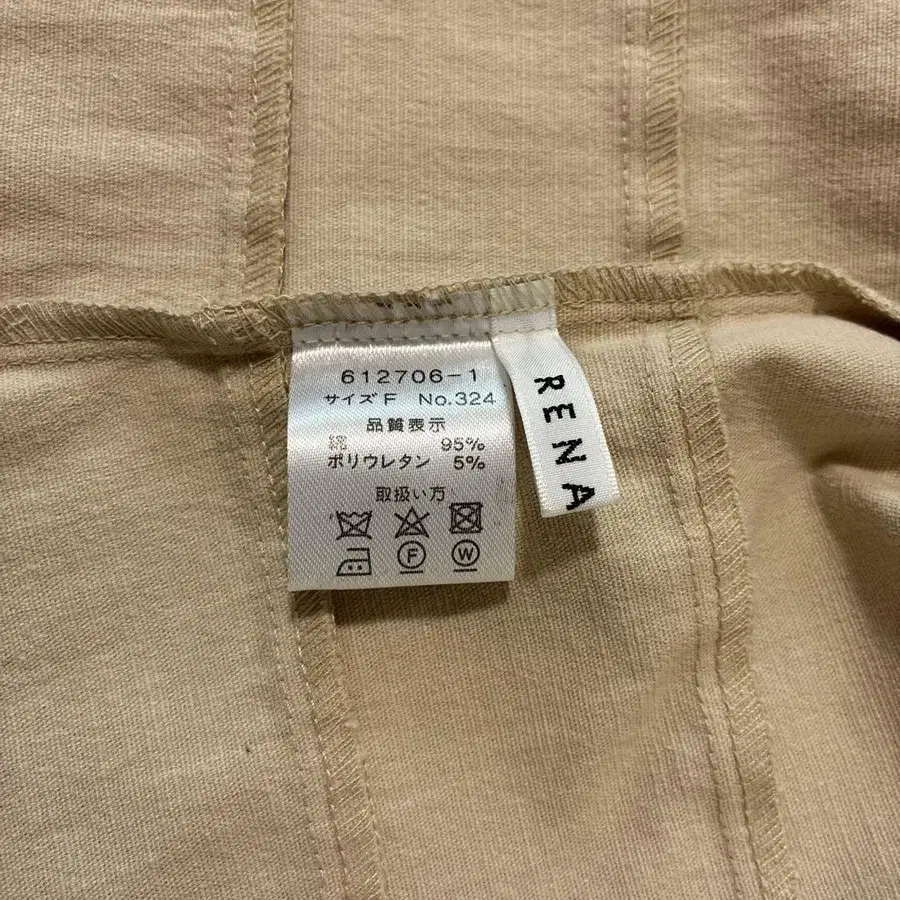 612706-1
サイズF No.324
品質表示
綿 95%
ポリウレタン 5%
取扱い方
F W
RENA